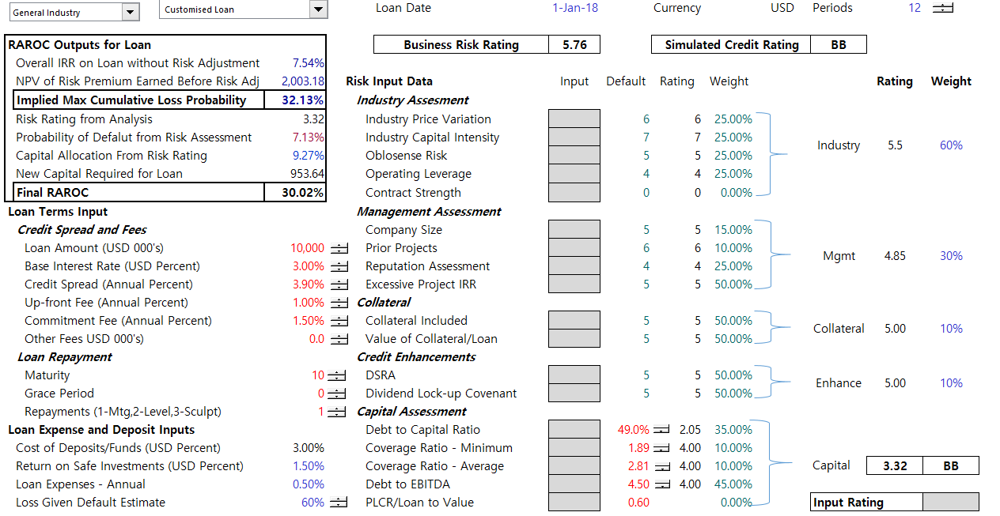 General Industry Customised Loan Loan Date 1-Jan-18 Currency USD Periods 12
RAROC Outputs for Loan Business Risk Rating 5.76 Simulated Credit Rating BB
Overall IRR on Loan without Risk Adjustment 7.54%
NPV of Risk Premium Earned Before Risk Adj 2,003.18 Risk Input Data Input Default Rating Weight Rating Weight
Implied Max Cumulative Loss Probability 32.13% Industry Assesment
Risk Rating from Analysis 3.32 Industry Price Variation 6 6 25.00%
Probability of Defalut from Risk Assessment 7.13% Industry Capital Intensity 7 7 25.00% Industry 5.5 60%
Capital Allocation From Risk Rating 9.27% Oblosense Risk 5 5 25.00%
New Capital Required for Loan 953.64 Operating Leverage 4 4 25.00%
Final RAROC 30.02% Contract Strength 0 0 0.00%
Loan Terms Input Management Assessment
Credit Spread and Fees Company Size 5 5 15.00%
Loan Amount (USD 000's) 10,000 Prior Projects 6 6 10.00% Mgmt 4.85 30%
Base Interest Rate (USD Percent) 3.00% Reputation Assessment 4 4 25.00%
Credit Spread (Annual Percent) 3.90% Excessive Project IRR 5 5 50.00%
Up-front Fee (Annual Percent) 1.00% Collateral
Commitment Fee (Annual Percent) 1.50% Collateral Included 5 5 50.00% Collateral 5.00 10%
Other Fees USD 000's) 0.0 Value of Collateral/Loan 5 5 50.00%
Loan Repayment Credit Enhancements
Maturity 10 DSRA 5 5 50.00% Enhance 5.00 10%
Grace Period 0 Dividend Lock-up Covenant 5 5 50.00%
Repayments (1-Mtg,2-Level,3-Sculpt) 1 Capital Assessment
Loan Expense and Deposit Inputs Debt to Capital Ratio 49.0% 2.05 35.00%
Cost of Deposits/Funds (USD Percent) 3.00% Coverage Ratio - Minimum 1.89 4.00 10.00%
Return on Safe Investments (USD Percent) 1.50% Coverage Ratio - Average 2.81 4.00 10.00% Capital 3.32 BB
Loan Expenses - Annual 0.50% Debt to EBITDA 4.50 4.00 45.00%
Loss Given Default Estimate 60% PLCR/Loan to Value 0.60 0.00% Input Rating